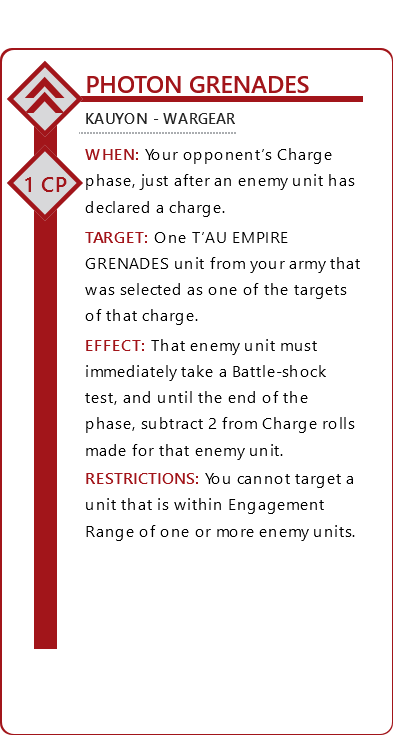 PHOTON GRENADES
KAUYON - WARGEAR
1 CP
WHEN: Your opponent's Charge
phase, just after an enemy unit has
declared a charge.
TARGET: One T'AU EMPIRE
GRENADES unit from your army that
was selected as one of the targets
of that charge.
EFFECT: That enemy unit must
immediately take a Battle-shock
test, and until the end of the
phase, subtract 2 from Charge rolls
made for that enemy unit.
RESTRICTIONS: You cannot target a
unit that is within Engagement
Range of one or more enemy units.